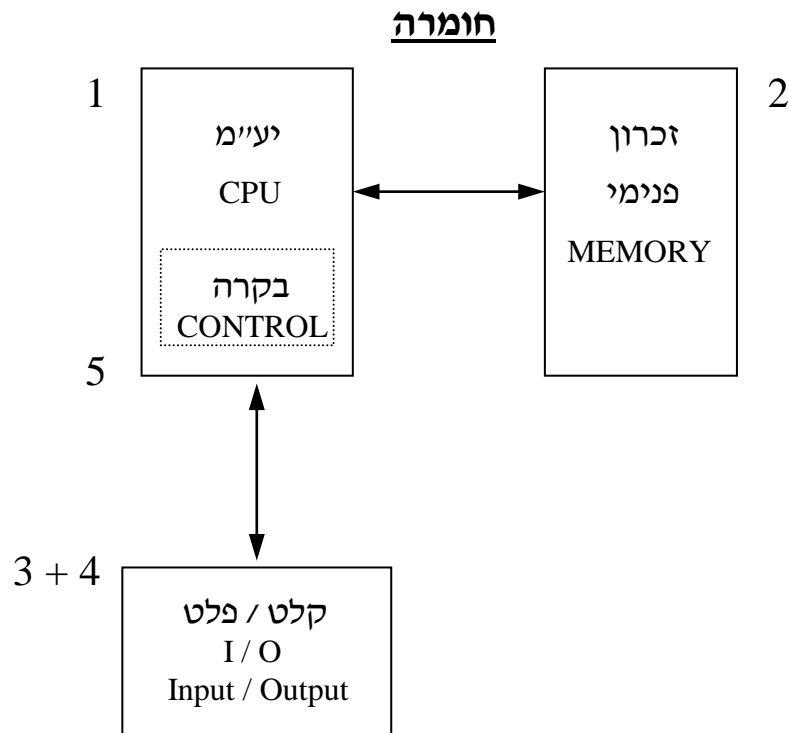 חומרה
1
יע״מ
CPU
בקרה
CONTROL
5
2
זכרון
פנימי
MEMORY
3 + 4
קלט / פלט
I / O
Input / Output